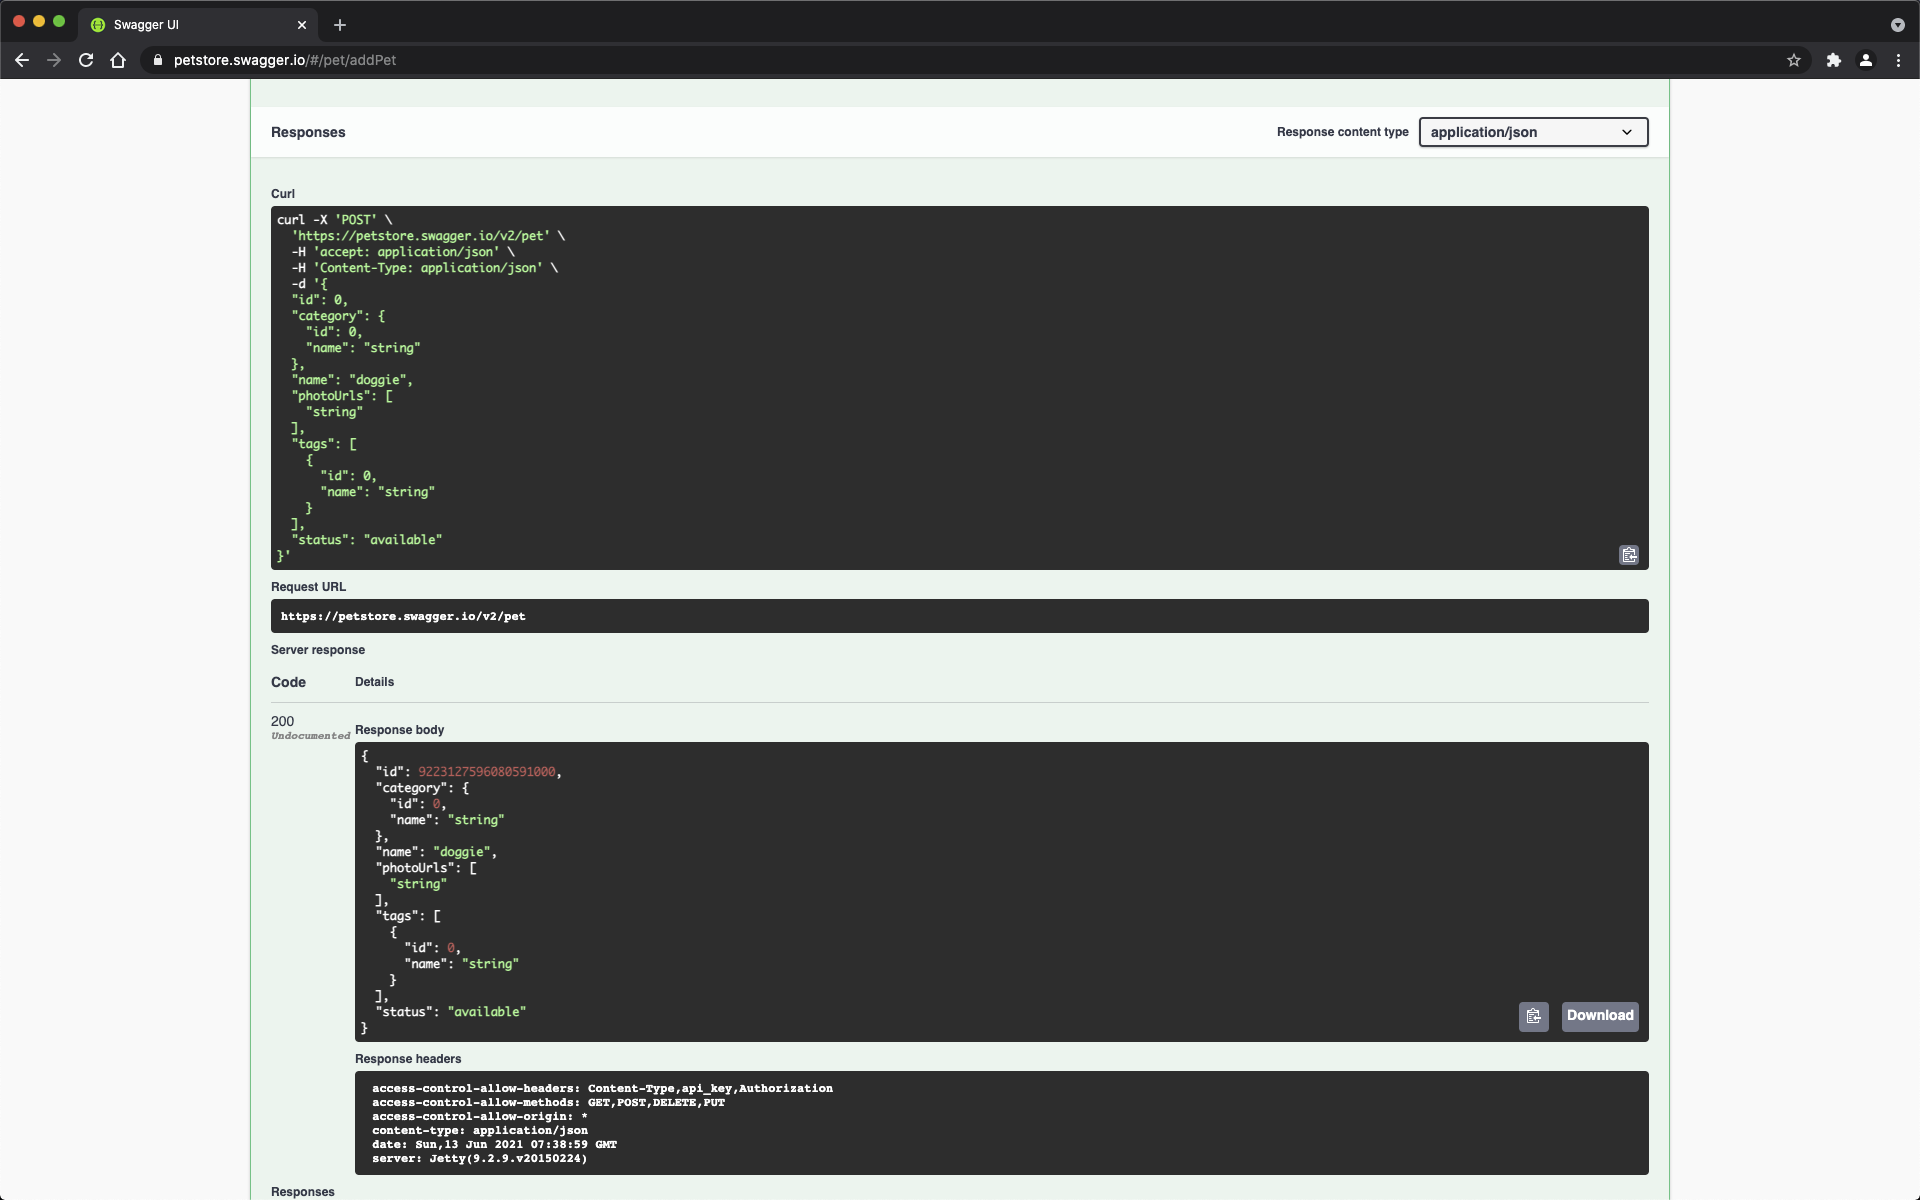 Swagger UI
petstore.swagger.io/#/pet/addPet
Responses
Response content type
application/json
Curl
curl -X 'POST' \
  'https://petstore.swagger.io/v2/pet' \
  -H 'accept: application/json' \
  -H 'Content-Type: application/json' \
  -d '{
  "id": 0,
  "category": {
    "id": 0,
    "name": "string"
  },
  "name": "doggie",
  "photoUrls": [
    "string"
  ],
  "tags": [
    {
      "id": 0,
      "name": "string"
    }
  ],
  "status": "available"
}'
Request URL
https://petstore.swagger.io/v2/pet
Server response
Code Details
200
Undocumented
Response body
{
  "id": 9223127596080591000,
  "category": {
    "id": 0,
    "name": "string"
  },
  "name": "doggie",
  "photoUrls": [
    "string"
  ],
  "tags": [
    {
      "id": 0,
      "name": "string"
    }
  ],
  "status": "available"
}
Download
Response headers
access-control-allow-headers: Content-Type,api_key,Authorization
access-control-allow-methods: GET,POST,DELETE,PUT
access-control-allow-origin: *
content-type: application/json
date: Sun,13 Jun 2021 07:38:59 GMT
server: Jetty(9.2.9.v20150224)
Responses